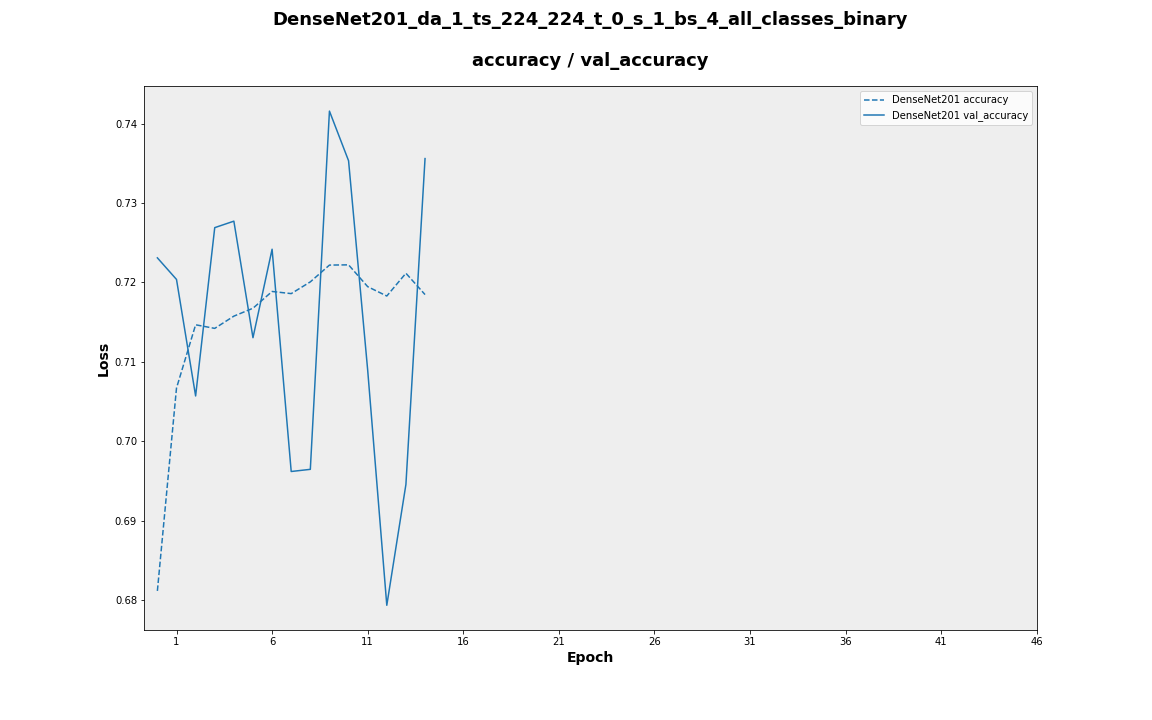 DenseNet201_da_1_ts_224_224_t_0_s_1_bs_4_all_classes_binary
accuracy / val_accuracy
DenseNet201 accuracy
DenseNet201 val_accuracy
0.74
0.73
0.72
0.71
0.70
0.69
0.68
Loss
1 6 11 16 21 26 31 36 41 46
Epoch